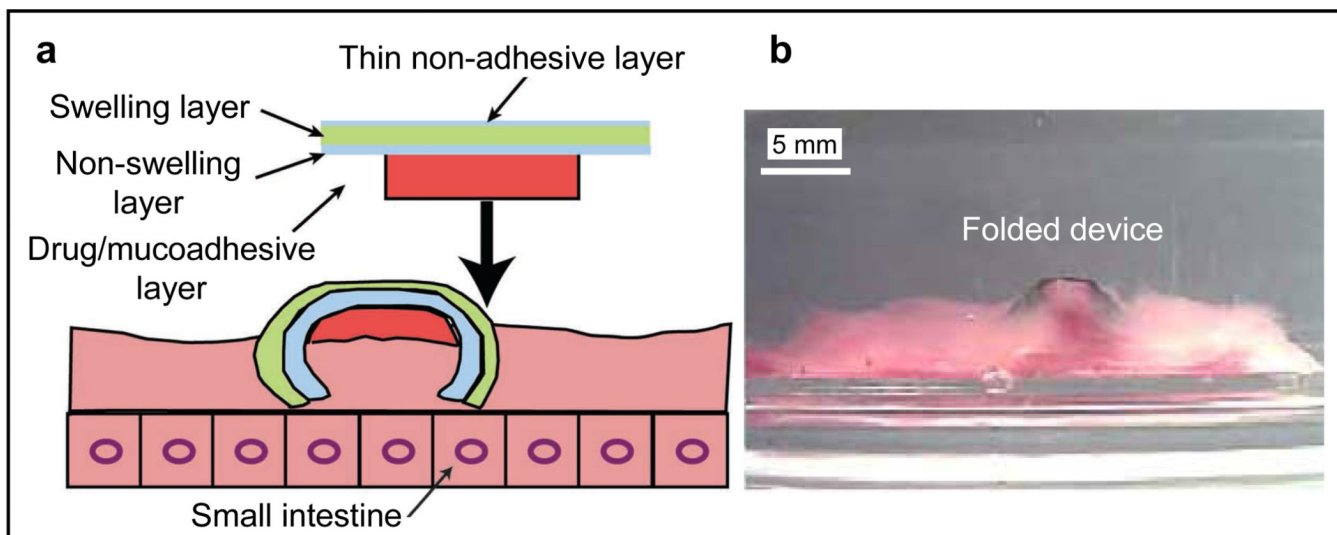 a
Thin non-adhesive layer
Swelling layer
Non-swelling
layer
Drug/mucoadhesive
layer
Small intestine
b
5 mm
Folded device